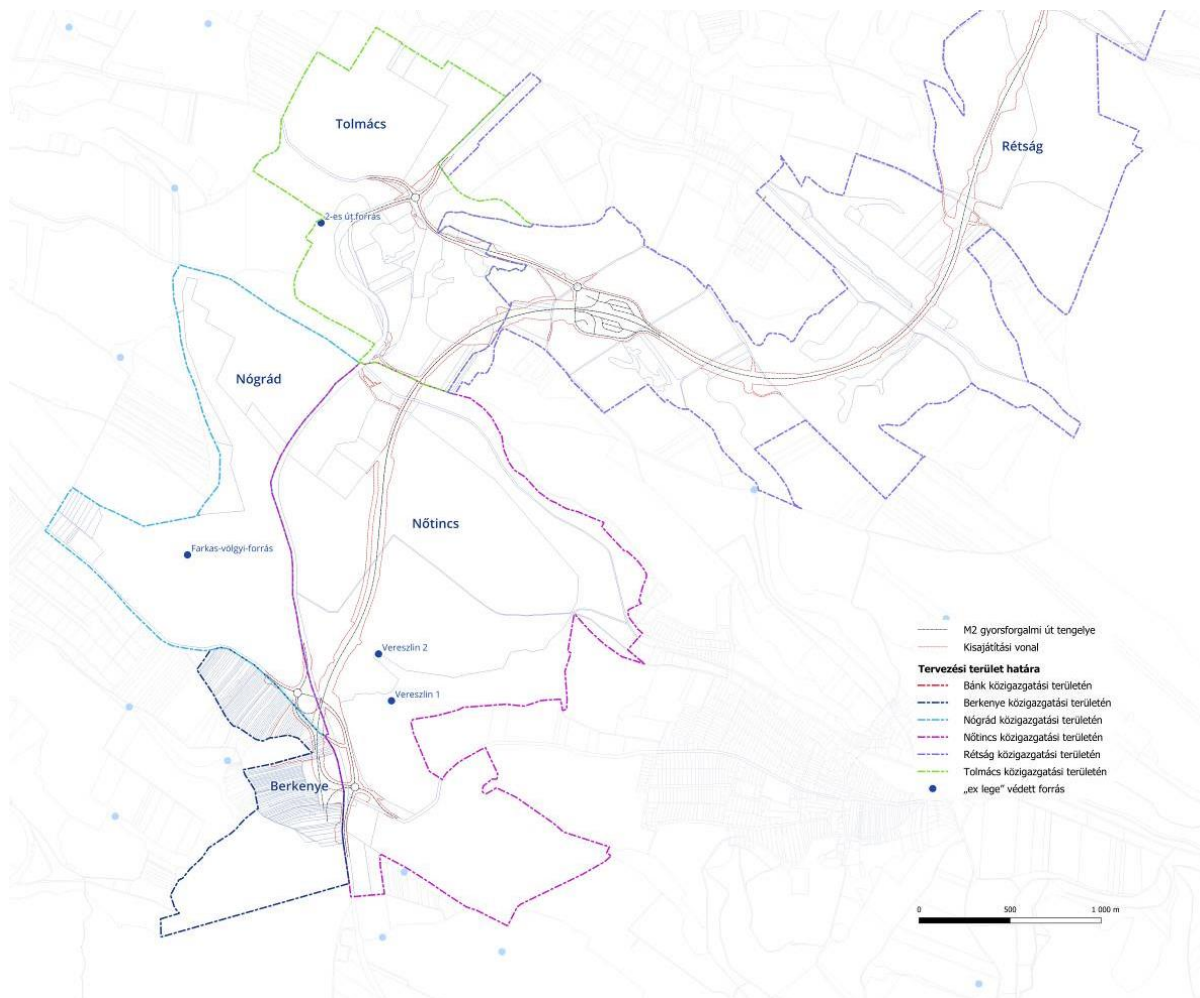 Tolmács
Rétság
2-es út forrás
Nógrád
Nőtincs
Farkas-völgyi-forrás
Vereszlin 2
Vereszlin 1
Berkenye
M2 gyorsforgalmi út tengelye
Kisajátítási vonal
Tervezési terület határa
Bánk közigazgatási területén
Berkenye közigazgatási területén
Nógrád közigazgatási területén
Nőtincs közigazgatási területén
Rétság közigazgatási területén
Tolmács közigazgatási területén
„ex lege” védett forrás
0 500 1 000 m